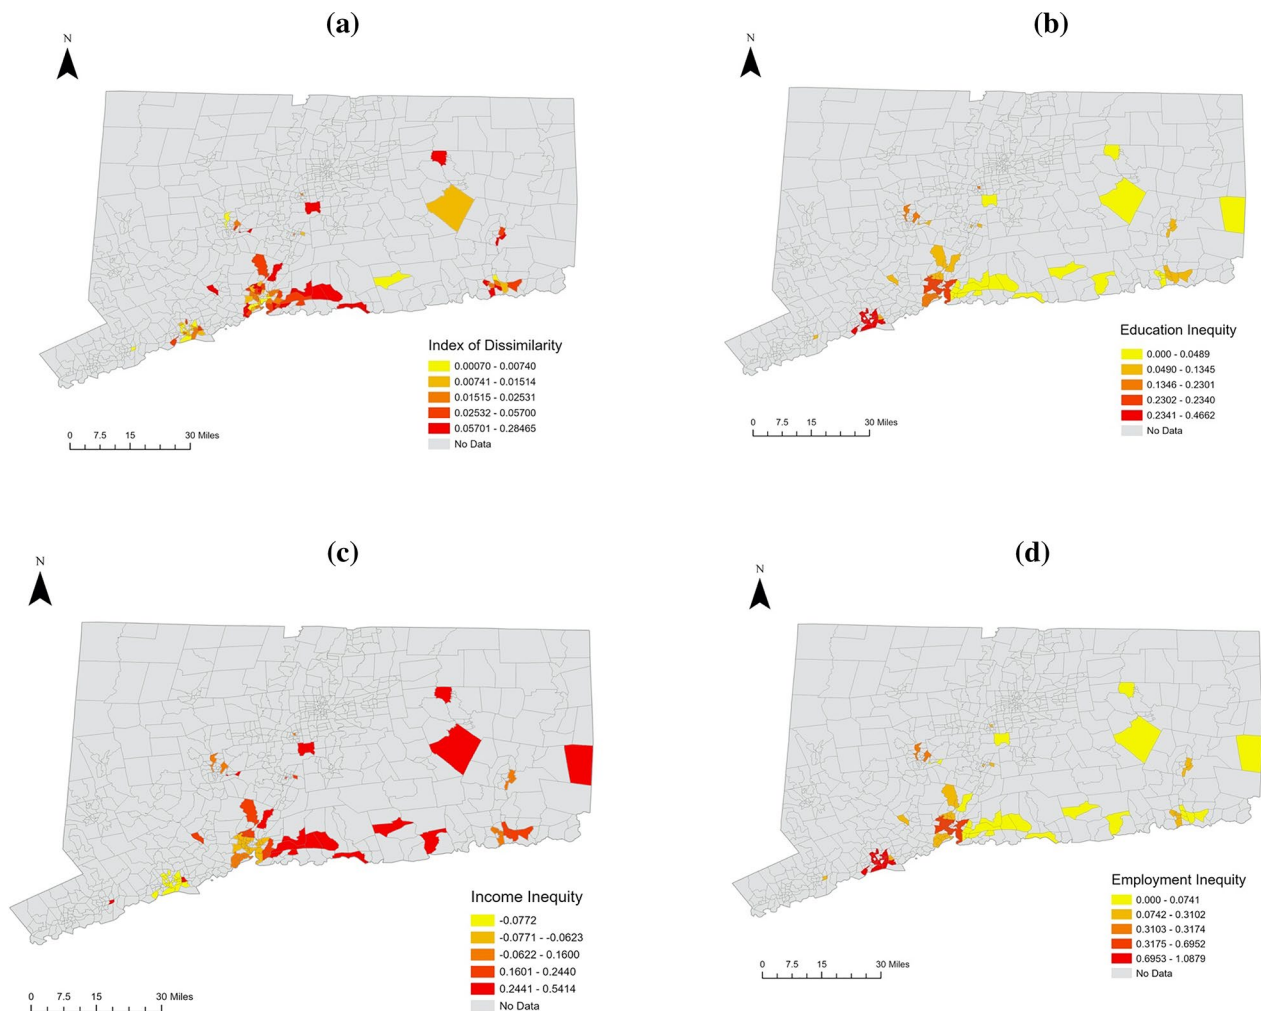 (a)
N
Index of Dissimilarity
0.00070 - 0.00740
0.00741 - 0.01514
0.01515 - 0.02531
0.02532 - 0.05700
0.05701 - 0.28465
No Data
0 7.5 15 30 Miles
(b)
N
Education Inequity
0.000 - 0.0489
0.0490 - 0.1345
0.1346 - 0.2301
0.2302 - 0.2340
0.2341 - 0.4662
No Data
0 7.5 15 30 Miles
(c)
N
Income Inequity
-0.0772
-0.0771 - -0.0623
-0.0622 - 0.1600
0.1601 - 0.2440
0.2441 - 0.5414
No Data
0 7.5 15 30 Miles
(d)
N
Employment Inequity
0.000 - 0.0741
0.0742 - 0.3102
0.3103 - 0.3174
0.3175 - 0.6952
0.6953 - 1.0879
No Data
0 7.5 15 30 Miles